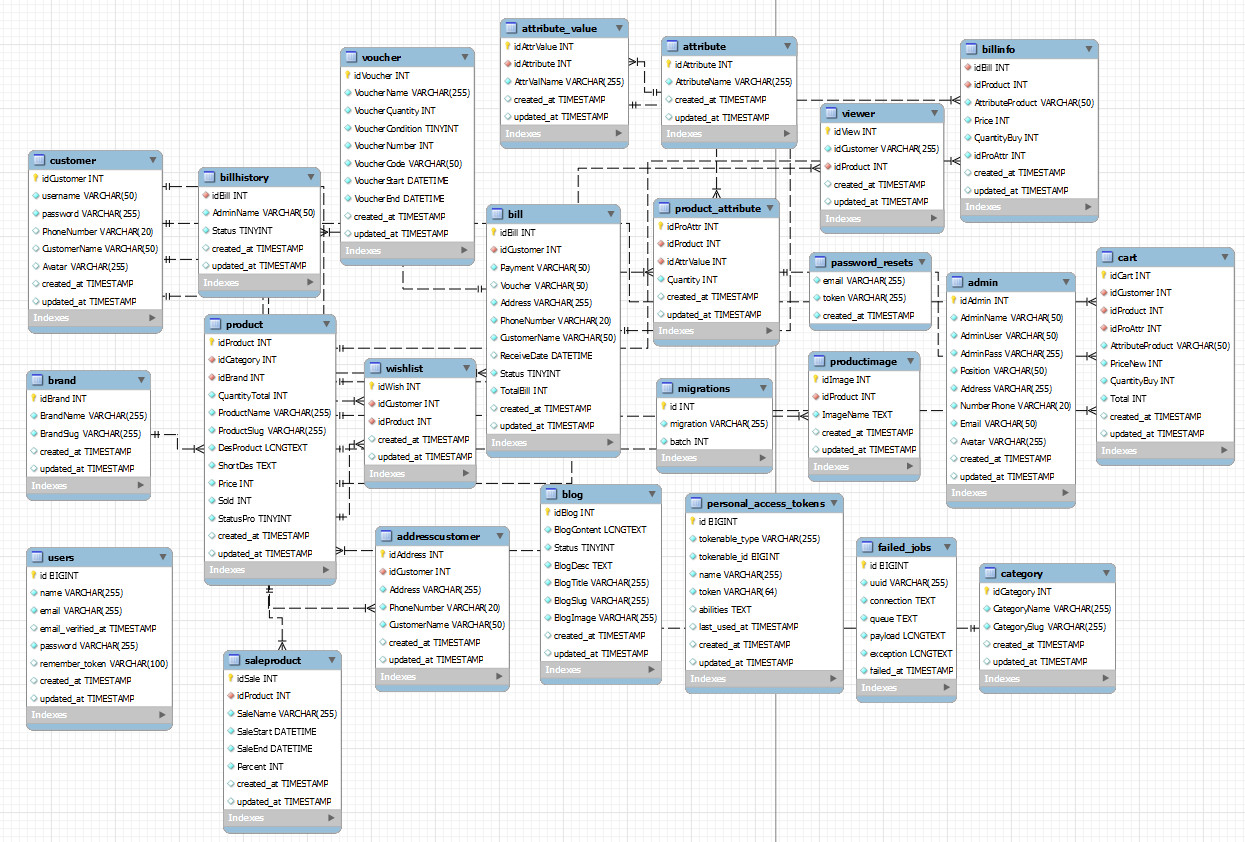 attribute_value
idAttrValue INT
idAttribute INT
AttrValName VARCHAR(255)
created_at TIMESTAMP
updated_at TIMESTAMP
Indexes
attribute
idAttribute INT
AttributeName VARCHAR(255)
created_at TIMESTAMP
updated_at TIMESTAMP
Indexes
billinfo
idBill INT
idProduct INT
AttributeProduct VARCHAR(50)
Price INT
QuantityBuy INT
idProAttr INT
created_at TIMESTAMP
updated_at TIMESTAMP
Indexes
voucher
idVoucher INT
VoucherName VARCHAR(255)
VoucherQuantity INT
VoucherCondition TINYINT
VoucherNumber INT
VoucherCode VARCHAR(50)
VoucherStart DATETIME
VoucherEnd DATETIME
created_at TIMESTAMP
updated_at TIMESTAMP
Indexes
viewer
idView INT
idCustomer VARCHAR(255)
idProduct INT
created_at TIMESTAMP
updated_at TIMESTAMP
Indexes
customer
idCustomer INT
username VARCHAR(50)
password VARCHAR(255)
PhoneNumber VARCHAR(20)
CustomerName VARCHAR(50)
Avatar VARCHAR(255)
created_at TIMESTAMP
updated_at TIMESTAMP
Indexes
billhistory
idBill INT
AdminName VARCHAR(50)
Status TINYINT
created_at TIMESTAMP
updated_at TIMESTAMP
Indexes
bill
idBill INT
idCustomer INT
Payment VARCHAR(50)
Voucher VARCHAR(50)
Address VARCHAR(255)
PhoneNumber VARCHAR(20)
CustomerName VARCHAR(50)
ReceiveDate DATETIME
Status TINYINT
TotalBill INT
created_at TIMESTAMP
updated_at TIMESTAMP
Indexes
product_attribute
idProAttr INT
idProduct INT
idAttrValue INT
Quantity INT
created_at TIMESTAMP
updated_at TIMESTAMP
Indexes
password_resets
email VARCHAR(255)
token VARCHAR(255)
created_at TIMESTAMP
admin
idAdmin INT
AdminName VARCHAR(50)
AdminUser VARCHAR(50)
AdminPass VARCHAR(255)
Position VARCHAR(50)
Address VARCHAR(255)
NumberPhone VARCHAR(20)
Email VARCHAR(50)
Avatar VARCHAR(255)
created_at TIMESTAMP
updated_at TIMESTAMP
Indexes
cart
idCart INT
idCustomer INT
idProduct INT
idProAttr INT
AttributeProduct VARCHAR(50)
PriceNew INT
QuantityBuy INT
Total INT
created_at TIMESTAMP
updated_at TIMESTAMP
Indexes
product
idProduct INT
idCategory INT
idBrand INT
QuantityTotal INT
ProductName VARCHAR(255)
ProductSlug VARCHAR(255)
DesProduct LONGTEXT
ShortDes TEXT
Price INT
Sold INT
StatusPro TINYINT
created_at TIMESTAMP
updated_at TIMESTAMP
Indexes
wishlist
idWish INT
idCustomer INT
idProduct INT
created_at TIMESTAMP
updated_at TIMESTAMP
Indexes
brand
idBrand INT
BrandName VARCHAR(255)
BrandSlug VARCHAR(255)
created_at TIMESTAMP
updated_at TIMESTAMP
Indexes
migrations
id INT
migration VARCHAR(255)
batch INT
Indexes
productimage
idImage INT
idProduct INT
ImageName TEXT
created_at TIMESTAMP
updated_at TIMESTAMP
Indexes
blog
idBlog INT
BlogContent LONGTEXT
Status TINYINT
BlogDesc TEXT
BlogTitle VARCHAR(255)
BlogSlug VARCHAR(255)
BlogImage VARCHAR(255)
created_at TIMESTAMP
updated_at TIMESTAMP
Indexes
personal_access_tokens
id BIGINT
tokenable_type VARCHAR(255)
tokenable_id BIGINT
name VARCHAR(255)
token VARCHAR(64)
abilities TEXT
last_used_at TIMESTAMP
created_at TIMESTAMP
updated_at TIMESTAMP
Indexes
users
id BIGINT
name VARCHAR(255)
email VARCHAR(255)
email_verified_at TIMESTAMP
password VARCHAR(255)
remember_token VARCHAR(100)
created_at TIMESTAMP
updated_at TIMESTAMP
Indexes
addresscustomer
idAddress INT
idCustomer INT
Address VARCHAR(255)
PhoneNumber VARCHAR(20)
CustomerName VARCHAR(50)
created_at TIMESTAMP
updated_at TIMESTAMP
Indexes
failed_jobs
id BIGINT
uuid VARCHAR(255)
connection TEXT
queue TEXT
payload LONGTEXT
exception LONGTEXT
failed_at TIMESTAMP
Indexes
category
idCategory INT
CategoryName VARCHAR(255)
CategorySlug VARCHAR(255)
created_at TIMESTAMP
updated_at TIMESTAMP
Indexes
saleproduct
idSale INT
idProduct INT
SaleName VARCHAR(255)
SaleStart DATETIME
SaleEnd DATETIME
Percent INT
created_at TIMESTAMP
updated_at TIMESTAMP
Indexes